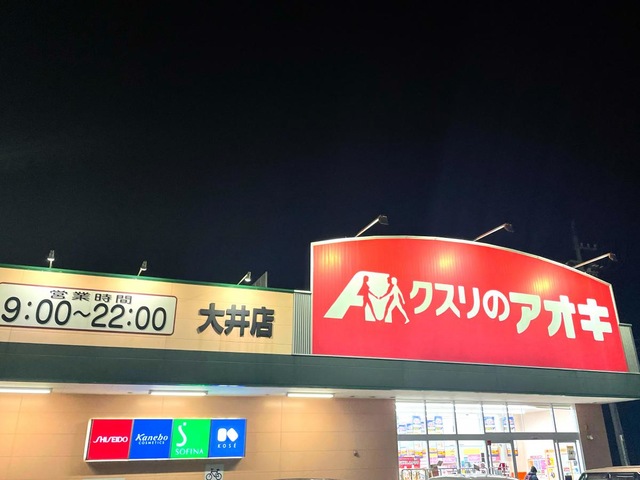 営業時間
9:00～22:00
大井店
クスリのアオキ
SHISEIDO
Kanebo
COSMETICS
SOFINA
KOSÉ